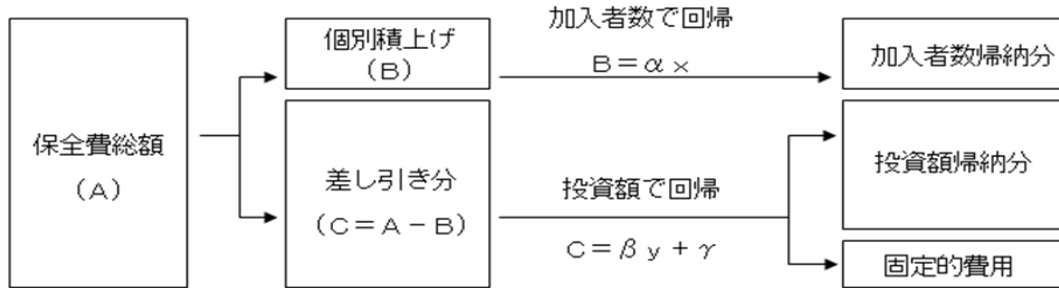 保全費総額
(A)
個別積上げ
(B)
差し引き分
(C=A-B)
加入者数で回帰
B=αx
投資額で回帰
C=βy+γ
加入者数帰納分
投資額帰納分
固定的費用